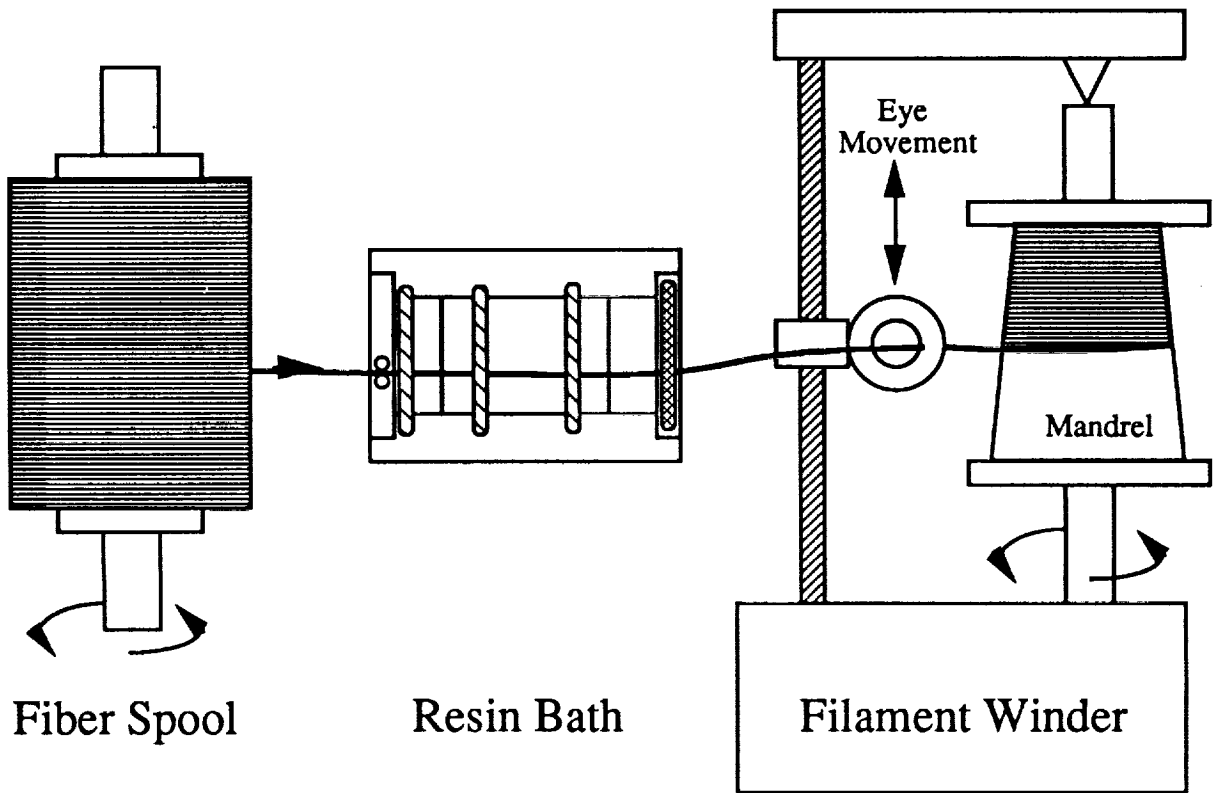 Eye
Movement
Mandrel
Fiber Spool
Resin Bath
Filament Winder